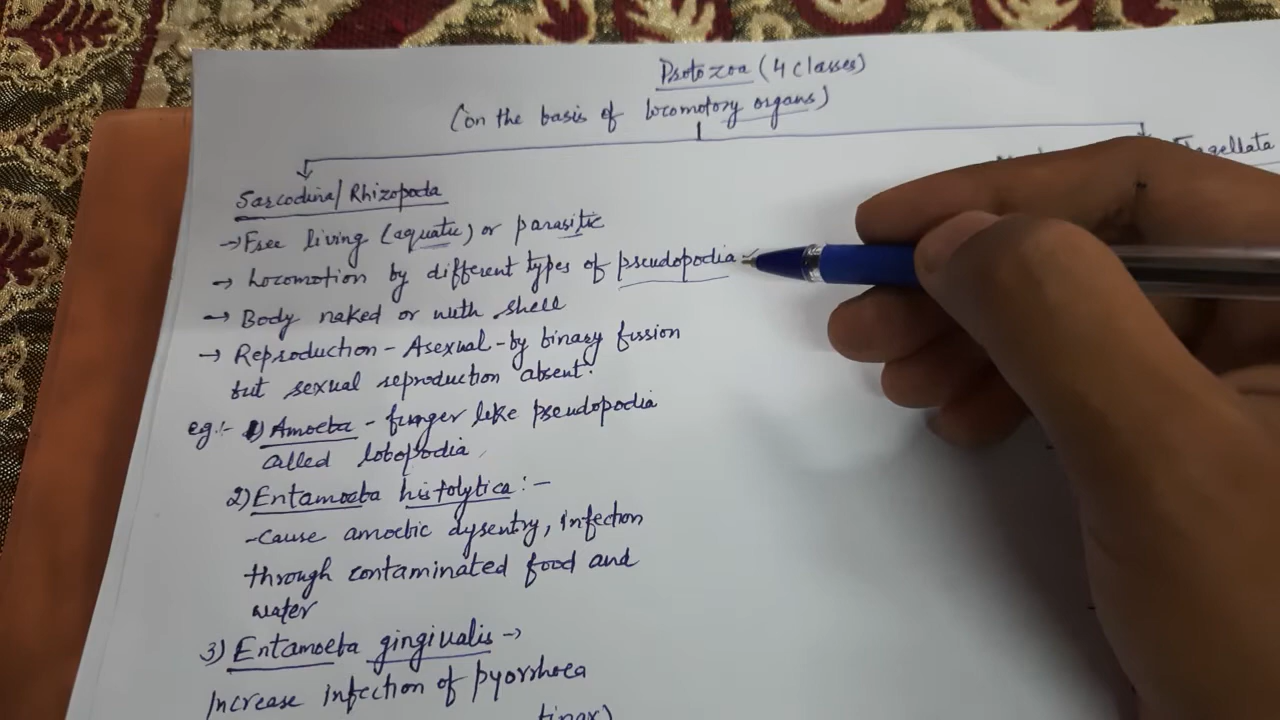 Protozoa (4 classes)
(on the basis of locomotory organs)
Flagellata
Sarcodina/Rhizopoda
→Free living (aquatic) or parasitic
→ Locomotion by different types of pseudopodia
→ Body naked or with shell
→ Reproduction - Asexual - by binary fission
but sexual reproduction absent.
eg:- 1) Amoeba - finger like pseudopodia
called lobopodia
2) Entamoeba histolytica :-
-cause amoebic dysentry, infection
through contaminated food and
water
3) Entamoeba gingivalis →
Increase infection of pyorrhoea